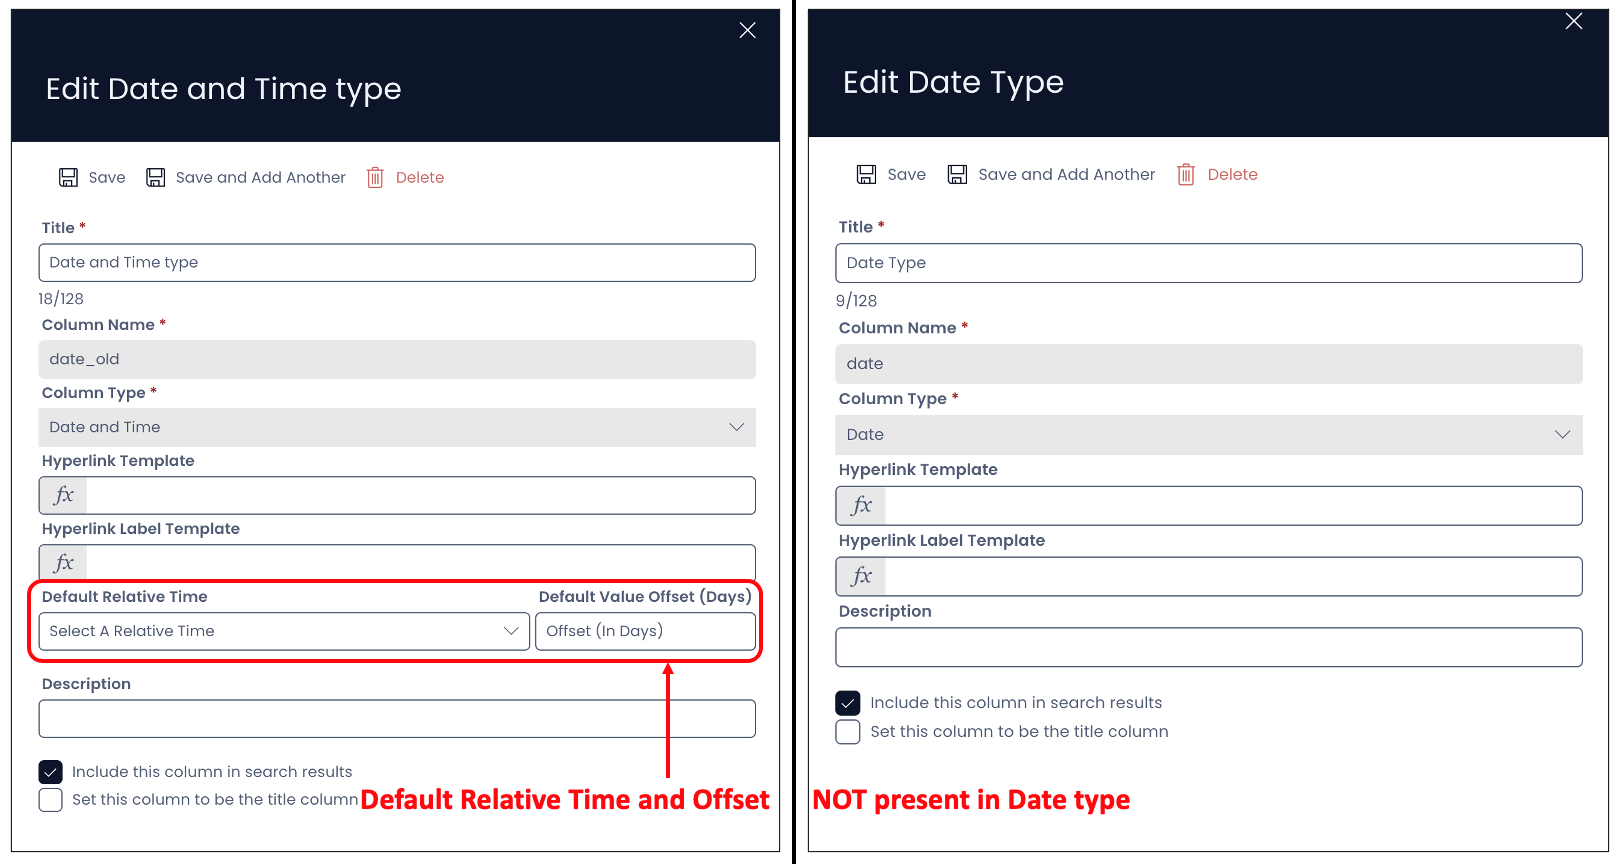 Edit Date and Time type
Save
Save and Add Another
Delete
Title *
Date and Time type
18/128
Column Name *
date_old
Column Type *
Date and Time
Hyperlink Template
fx
Hyperlink Label Template
fx
Default Relative Time
Default Value Offset (Days)
Select A Relative Time
Offset (In Days)
Description
Include this column in search results
Set this column to be the title column
Default Relative Time and Offset
Edit Date Type
Save
Save and Add Another
Delete
Title *
Date Type
9/128
Column Name *
date
Column Type *
Date
Hyperlink Template
fx
Hyperlink Label Template
fx
Description
Include this column in search results
Set this column to be the title column
NOT present in Date type